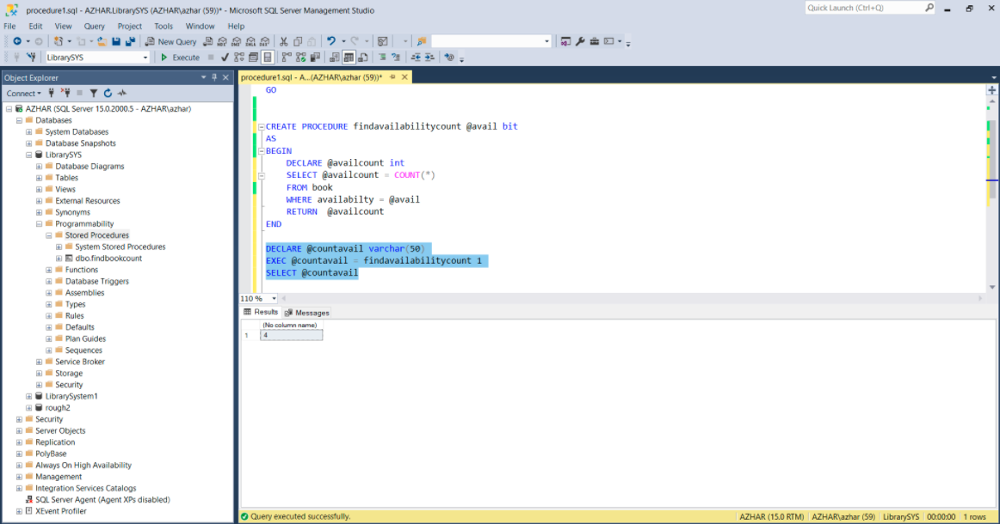 procedure1.sql - AZHAR.LibrarySYS (AZHAR\azhar (59))* - Microsoft SQL Server Management Studio
Quick Launch (Ctrl+Q)
File Edit View Query Project Tools Window Help
New Query
LibrarySYS
Execute
Object Explorer
Connect
AZHAR (SQL Server 15.0.2000.5 - AZHAR\azhar)
Databases
System Databases
Database Snapshots
LibrarySYS
Database Diagrams
Tables
Views
External Resources
Synonyms
Programmability
Stored Procedures
System Stored Procedures
dbo.findbookcount
Functions
Database Triggers
Assemblies
Types
Rules
Defaults
Plan Guides
Sequences
Service Broker
Storage
Security
LibrarySystem1
rough2
Security
Server Objects
Replication
PolyBase
Always On High Availability
Management
Integration Services Catalogs
SQL Server Agent (Agent XPs disabled)
XEvent Profiler
procedure1.sql - A...(AZHAR\azhar (59))*
GO
CREATE PROCEDURE findavailabilitycount @avail bit
AS
BEGIN
DECLARE @availcount int
SELECT @availcount = COUNT(*)
FROM book
WHERE availabilty = @avail
RETURN @availcount
END
DECLARE @countavail varchar(50)
EXEC @countavail = findavailabilitycount 1
SELECT @countavail
110 %
Results Messages
(No column name)
1 4
Query executed successfully.
AZHAR (15.0 RTM) AZHAR\azhar (59) LibrarySYS 00:00:00 1 rows